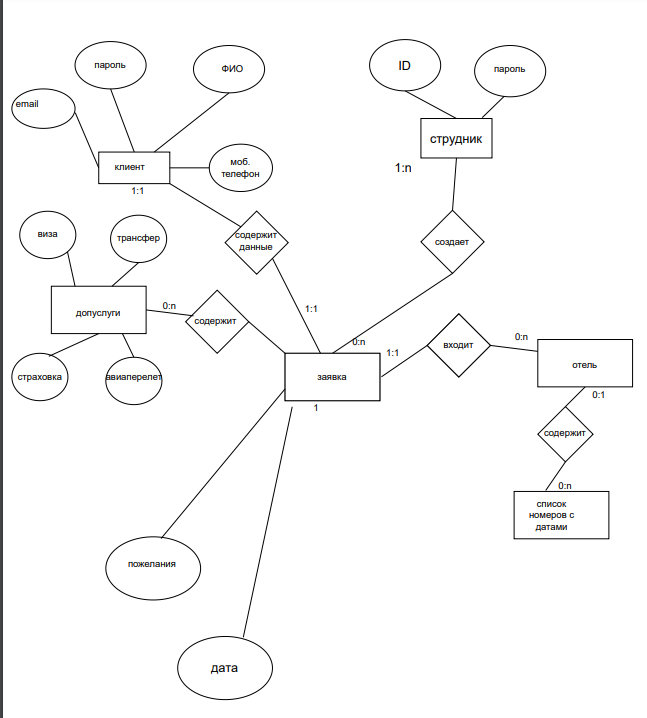 пароль
ФИО
ID
пароль
email
струдник
клиент
моб.
телефон
1:n
1:1
виза
трансфер
содержит
данные
создает
допуслуги
0:n
содержит
1:1
0:n
1:1
входит
0:n
отель
страховка
авиаперелет
заявка
0:1
1
содержит
0:n
список
номеров с
датами
пожелания
дата